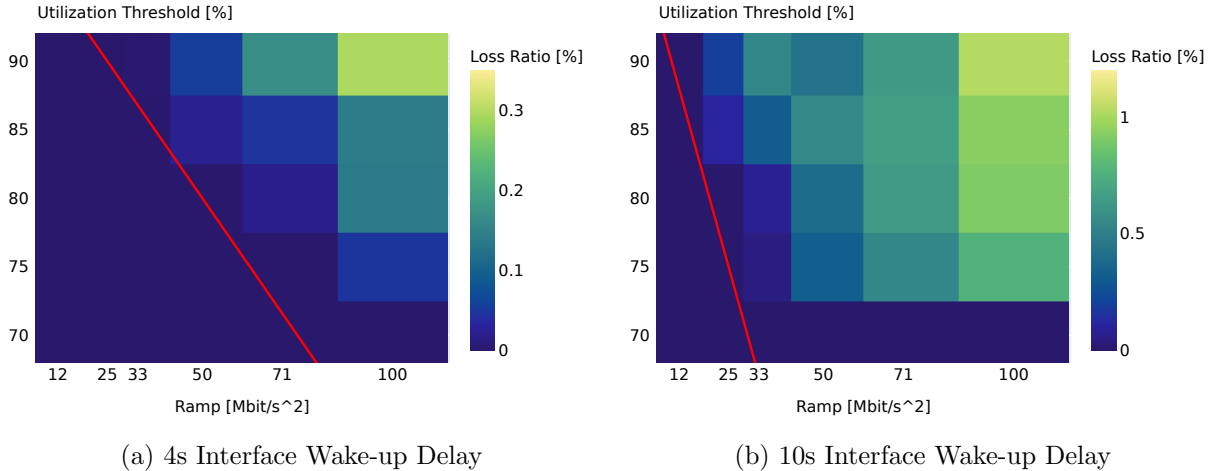 Utilization Threshold [%]
90
85
80
75
70
12 25 33 50 71 100
Ramp [Mbit/s^2]
Loss Ratio [%]
0.3
0.2
0.1
0
(a) 4s Interface Wake-up Delay
Utilization Threshold [%]
90
85
80
75
70
12 25 33 50 71 100
Ramp [Mbit/s^2]
Loss Ratio [%]
1
0.5
0
(b) 10s Interface Wake-up Delay